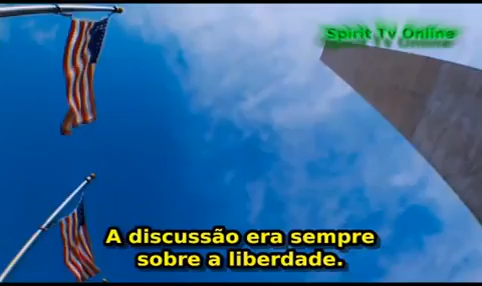 Spirit Tv Online
A discussão era sempre
sobre a liberdade.